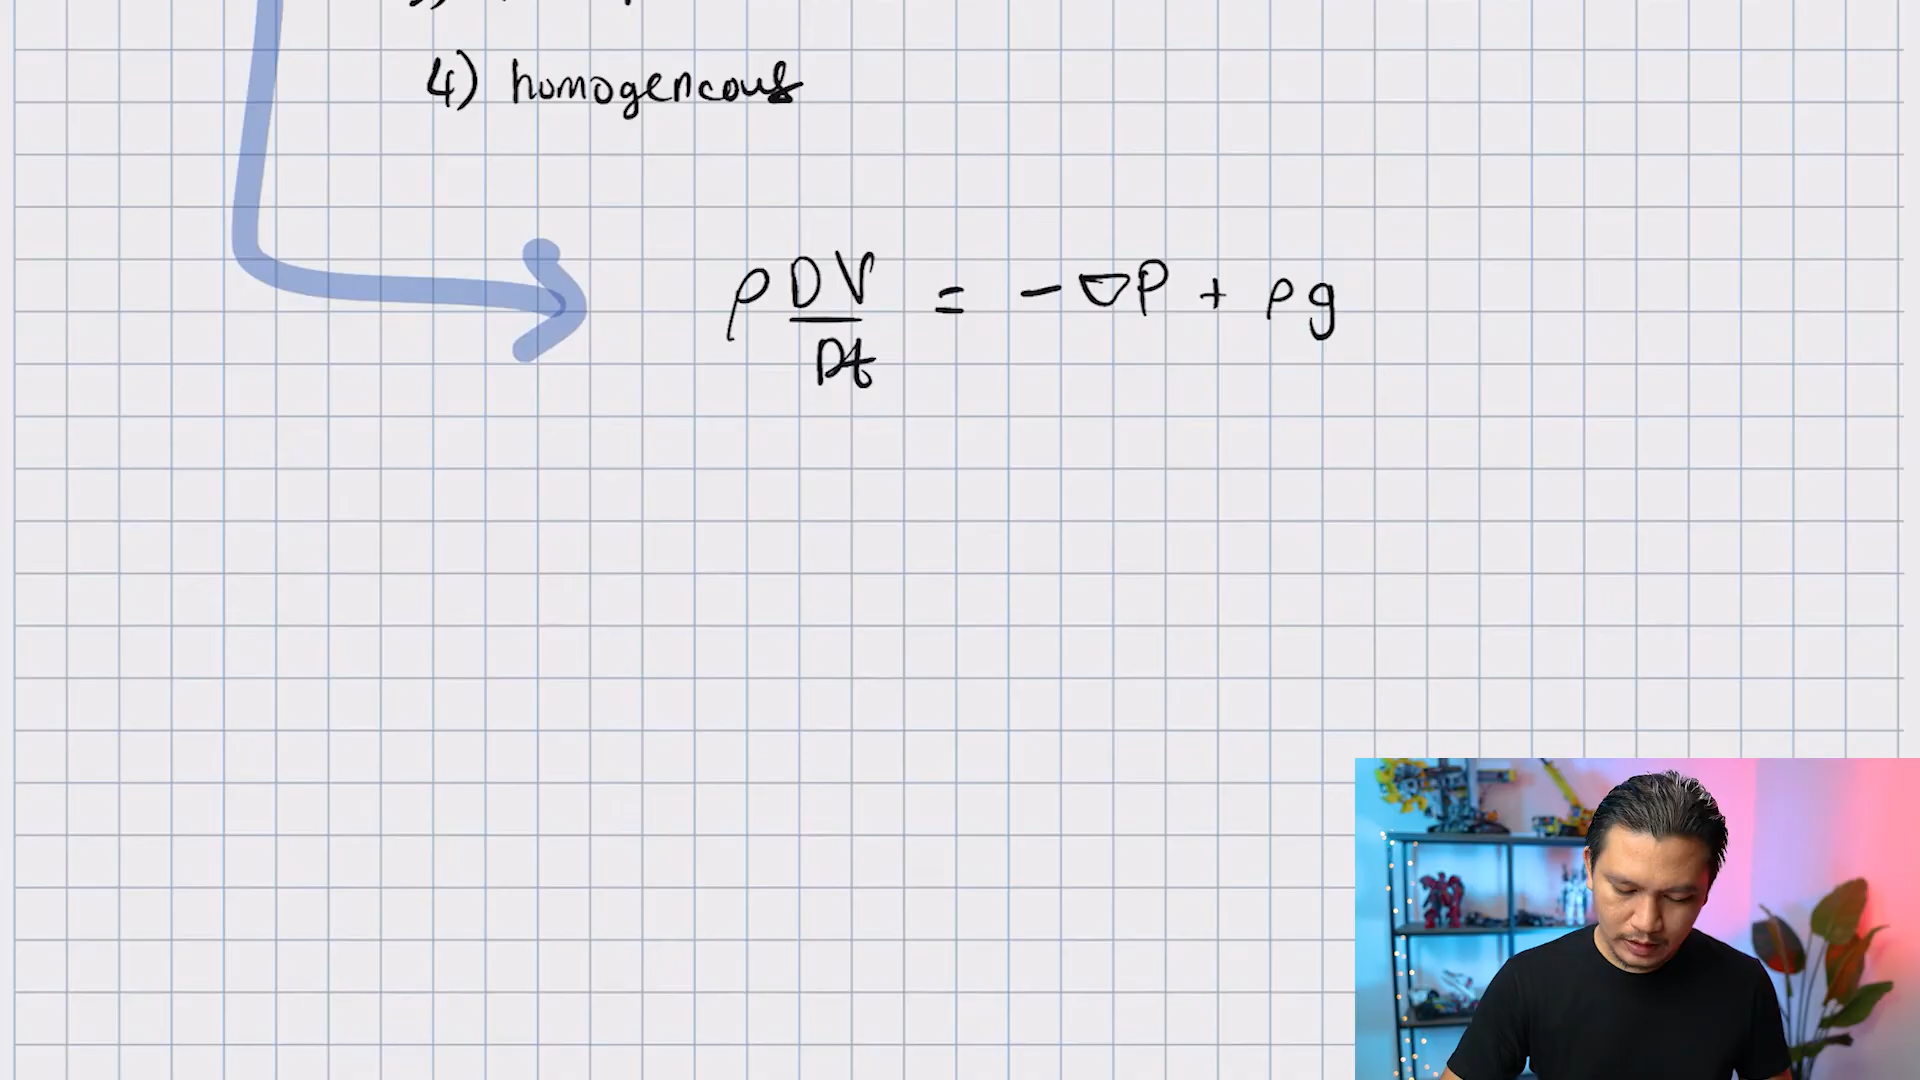 4) homogeneous
ρ DV/Dt = -∇P + ρg